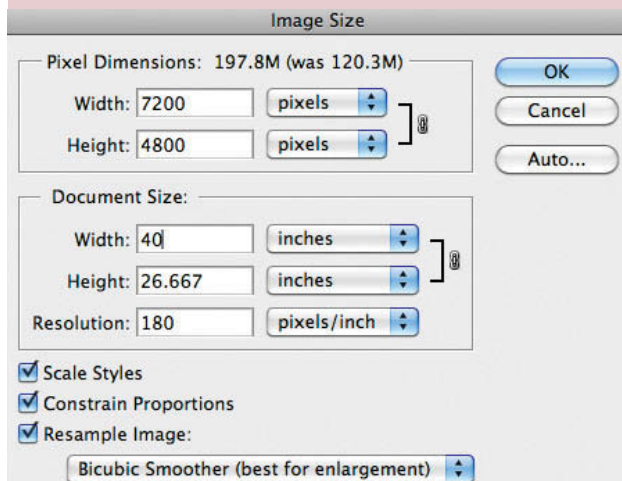 Image Size
Pixel Dimensions: 197.8M (was 120.3M)
Width: 7200 pixels
Height: 4800 pixels
OK
Cancel
Auto...
Document Size:
Width: 40 inches
Height: 26.667 inches
Resolution: 180 pixels/inch
Scale Styles
Constrain Proportions
Resample Image:
Bicubic Smoother (best for enlargement)